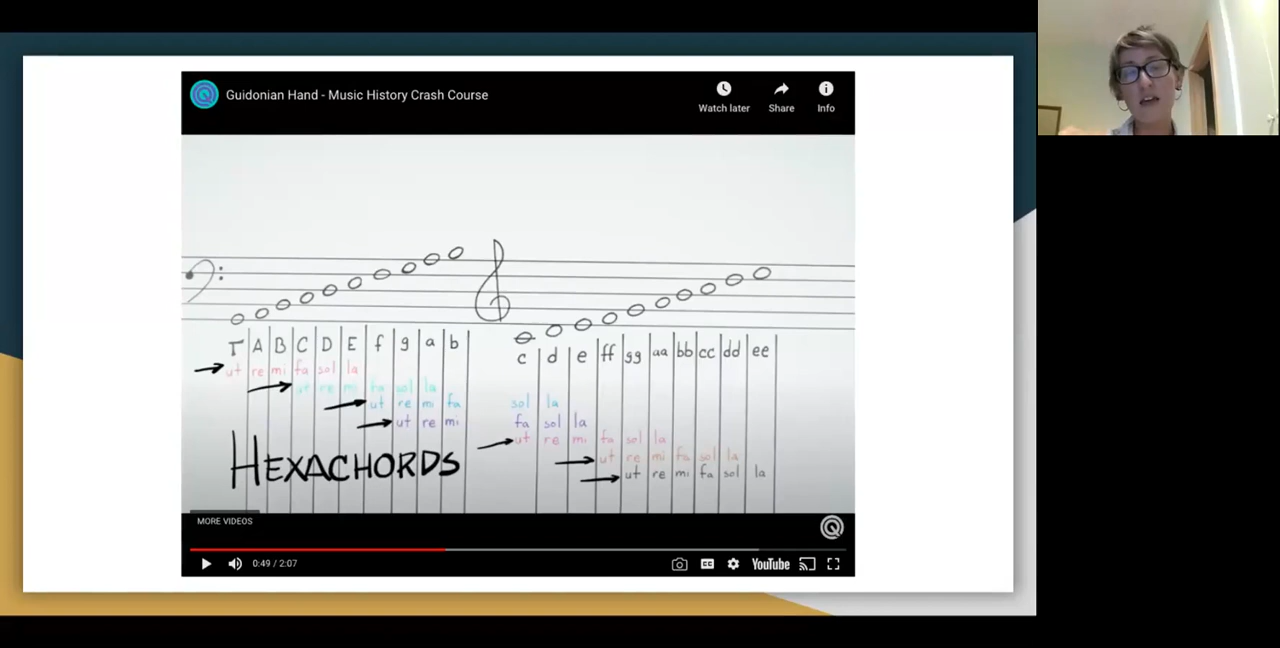 Guidonian Hand - Music History Crash Course
Watch later Share Info
Γ A B C D E f g a b
c d e ff gg aa bb cc dd ee
ut re mi fa sol la
ut re mi fa sol la
ut re mi fa
sol la
ut re mi
fa sol la
ut re mi fa sol la
ut re mi fa sol la
ut re mi fa sol la
HEXACHORDS
MORE VIDEOS
0:49 / 2:07
YouTube